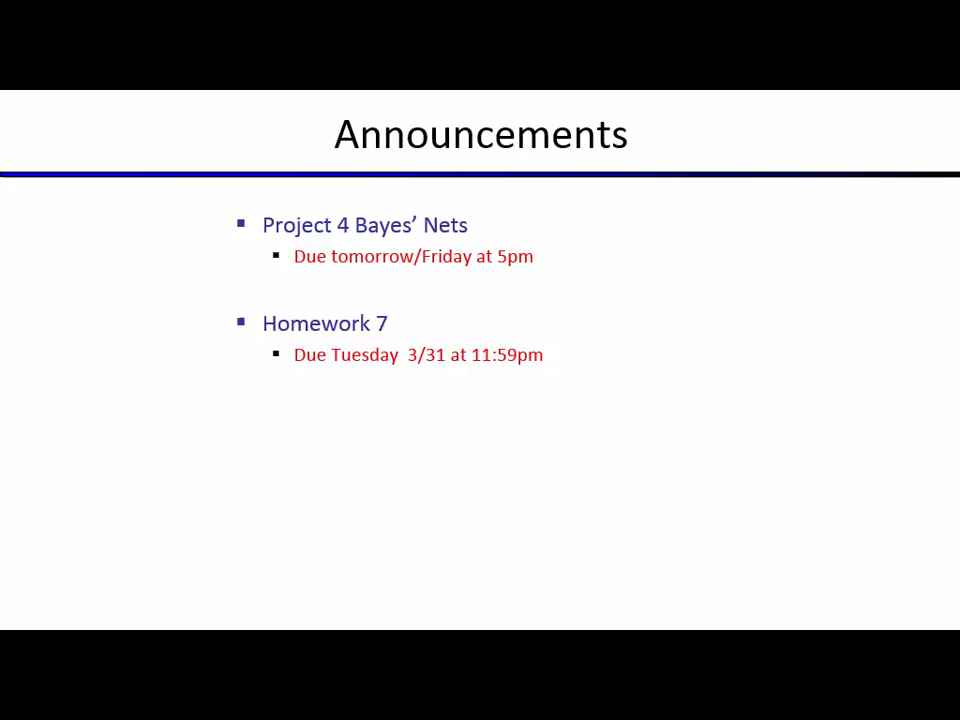 Announcements
▪ Project 4 Bayes’ Nets
▪ Due tomorrow/Friday at 5pm
▪ Homework 7
▪ Due Tuesday  3/31 at 11:59pm